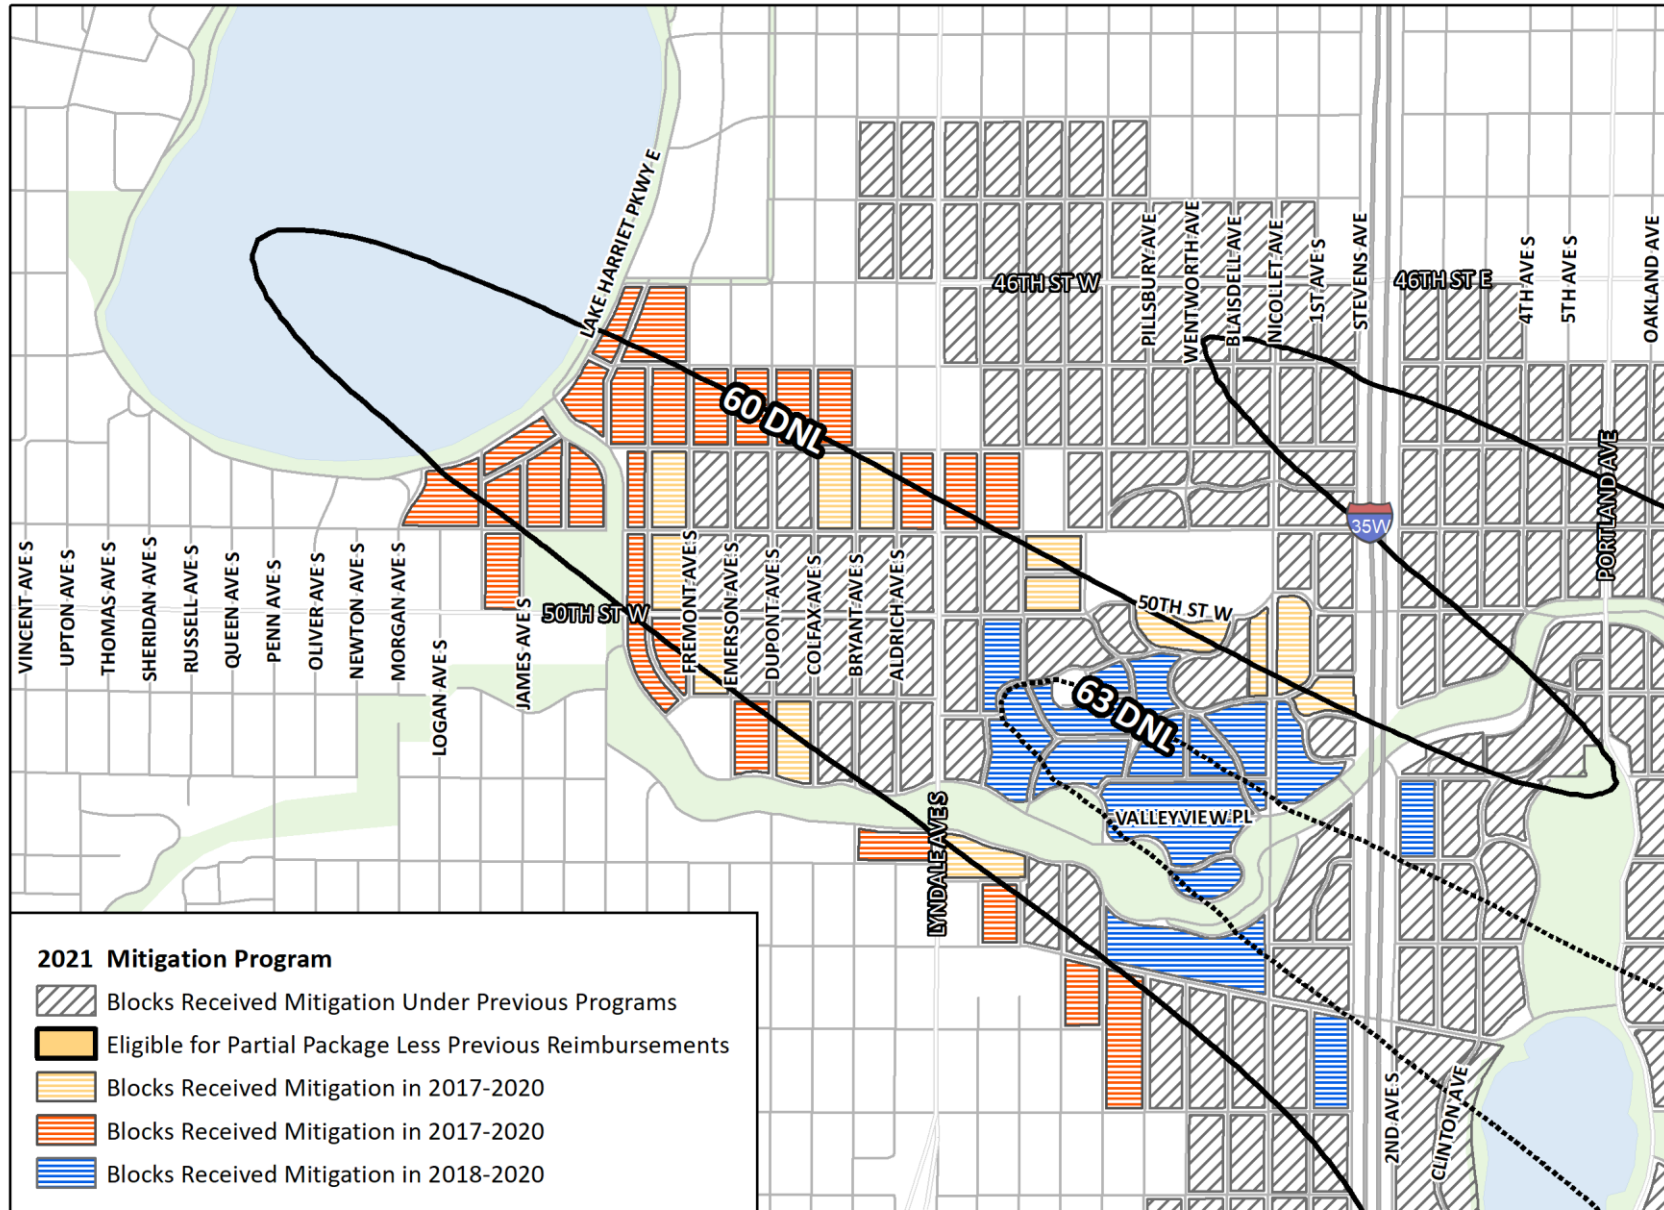 LAKE HARRIET PKWY E
46TH ST W
46TH ST E
PILLSBURY AVE
WENTWORTH AVE
BLAISDELL AVE
NICOLLET AVE
1ST AVE S
STEVENS AVE
4TH AVE S
5TH AVE S
OAKLAND AVE
60 DNL
PORTLAND AVE
35W
VINCENT AVE S
UPTON AVE S
THOMAS AVE S
SHERIDAN AVE S
RUSSELL AVE S
QUEEN AVE S
PENN AVE S
OLIVER AVE S
NEWTON AVE S
MORGAN AVE S
LOGAN AVE S
JAMES AVE S
50TH ST W
FREMONT AVE S
EMERSON AVE S
DUPONT AVE S
COLFAX AVE S
BRYANT AVE S
ALDRICH AVE S
50TH ST W
63 DNL
VALLEYVIEW PL
LYNDALE AVE S
2ND AVE S
CLINTON AVE
2021 Mitigation Program
Blocks Received Mitigation Under Previous Programs
Eligible for Partial Package Less Previous Reimbursements
Blocks Received Mitigation in 2017-2020
Blocks Received Mitigation in 2017-2020
Blocks Received Mitigation in 2018-2020